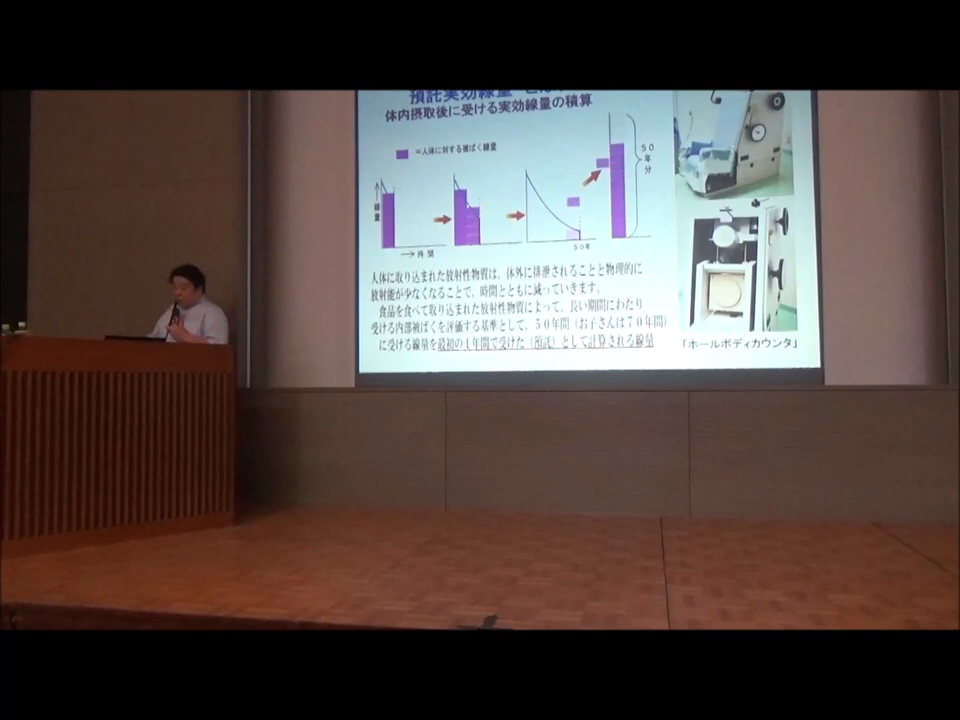 預託実効線量
体内摂取後に受ける実効線量の積算
=人体に対する被ばく線量
線量
時間
50年
50年分
人体に取り込まれた放射性物質は、体外に排泄されることと物理的に
放射能が少なくなることで、時間とともに減っていきます。
食品を食べて取り込まれた放射性物質によって、長い期間にわたり
受ける内部被ばくを評価する基準として、50年間(お子さんは70年間)
に受ける線量を最初の1年間で受けた(預託)として計算される線量
「ホールボディカウンタ」